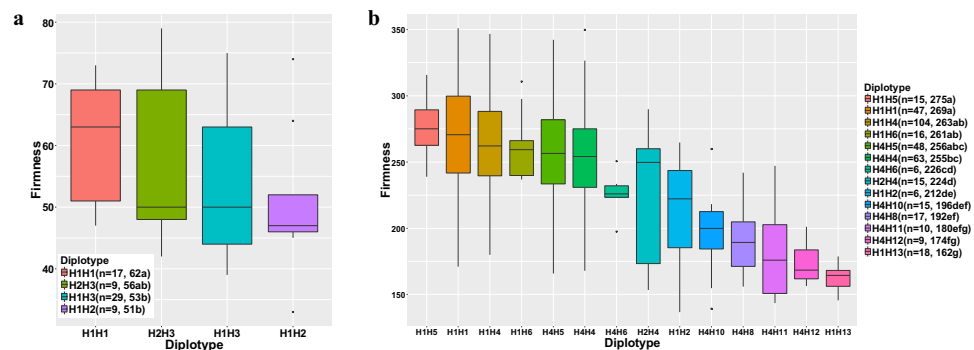 a
Firmness
80
70
60
50
40
30
H1H1(n=17, 62a)
H2H3(n=9, 56ab)
H1H3(n=29, 53b)
H1H2(n=9, 51b)
Diplotype
H1H1 H2H3 H1H3 H1H2
Diplotype
b
Firmness
350
300
250
200
150
H1H5 H1H1 H1H4 H1H6 H4H5 H4H4 H4H6 H2H4 H1H2 H4H10 H4H8 H4H11 H4H12 H1H13
Diplotype
Diplotype
H1H5(n=15, 275a)
H1H1(n=47, 269a)
H1H4(n=104, 263ab)
H1H6(n=16, 261ab)
H4H5(n=48, 256abc)
H4H4(n=63, 255bc)
H4H6(n=6, 226cd)
H2H4(n=15, 224d)
H1H2(n=6, 212de)
H4H10(n=15, 196def)
H4H8(n=17, 192ef)
H4H11(n=10, 180efg)
H4H12(n=9, 174fg)
H1H13(n=18, 162g)